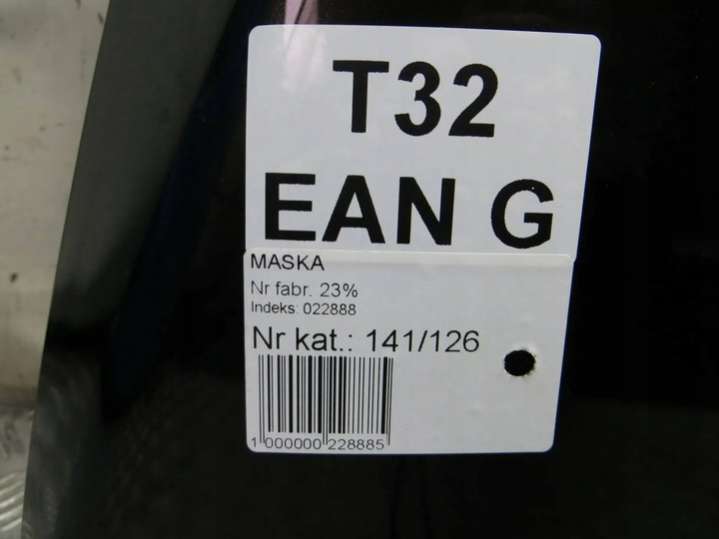 T32
EAN G
MASKA
Nr fabr. 23%
Indeks: 022888
Nr kat.: 141/126
1 000000 228885